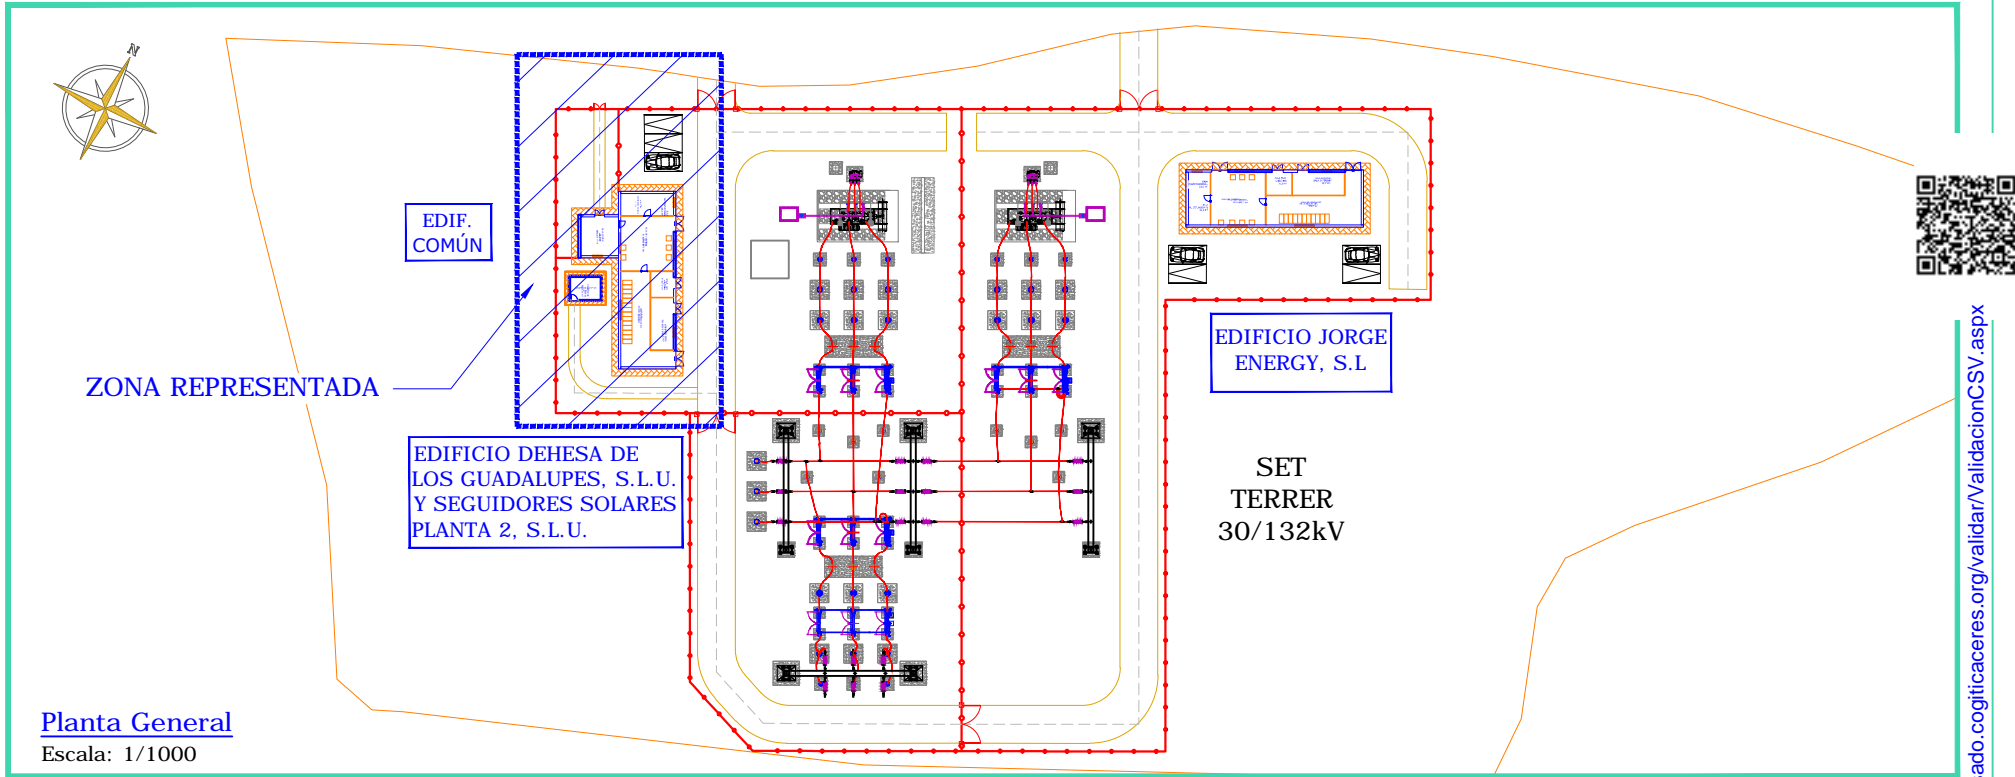 N
EDIF.
COMÚN
ZONA REPRESENTADA
EDIFICIO DEHESA DE
LOS GUADALUPES, S.L.U.
Y SEGUIDORES SOLARES
PLANTA 2, S.L.U.
EDIFICIO JORGE
ENERGY, S.L
SET
TERRER
30/132kV
Planta General
Escala: 1/1000
ado.cogiticaceres.org/validar/ValidacionCSV.aspx